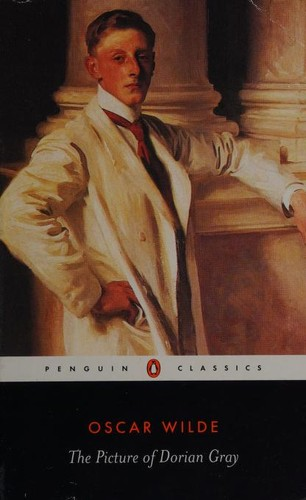 PENGUIN CLASSICS
OSCAR WILDE
The Picture of Dorian Gray